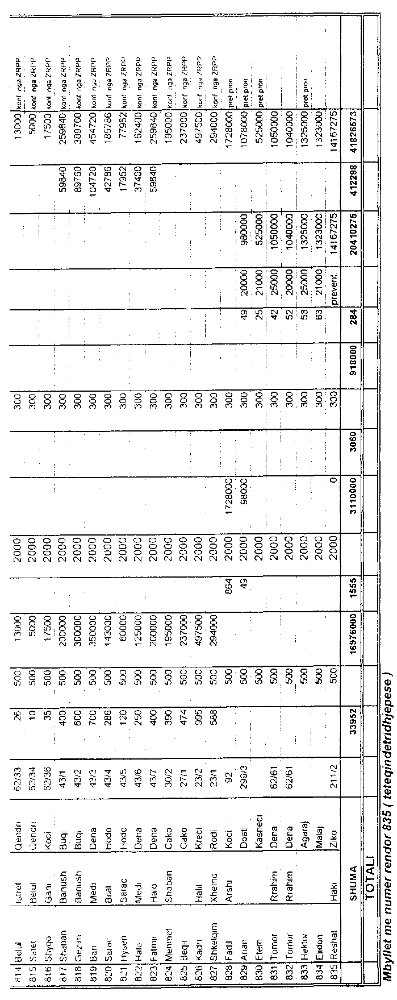 814 Belul Istref Qendri 62/33 26 500 13000 2000 300 13000 konf nga ZRPP
815 Safet Belul Qendri 62/34 10 500 5000 2000 300 5000 konf nga ZRPP
816 Shyqo Gani Koci 62/36 35 500 17500 2000 300 17500 konf nga ZRPP
817 Shaban Banush Buqi 43/1 400 500 200000 2000 300 59840 259840 konf nga ZRPP
818 Gezim Banush Buqi 43/2 600 500 300000 2000 300 89760 389760 konf nga ZRPP
819 Bari Medi Dena 43/3 700 500 350000 2000 300 104720 454720 konf nga ZRPP
820 Sarac Bilal Hodo 43/4 286 500 143000 2000 300 42786 185786 konf nga ZRPP
821 Hysen Sarac Hodo 43/5 120 500 60000 2000 300 17952 77952 konf nga ZRPP
822 Halo Medi Dena 43/6 250 500 125000 2000 300 37400 162400 konf nga ZRPP
823 Fatmir Halo Dena 43/7 400 500 200000 2000 300 59840 259840 konf nga ZRPP
824 Mehmet Shaban Cako 30/2 390 500 195000 2000 300 195000 konf nga ZRPP
825 Beqir Cako 27/1 474 500 237000 2000 300 237000 konf nga ZRPP
826 Kadri Halil Kreci 23/2 995 500 497500 2000 300 497500 konf nga ZRPP
827 Shkelqim Xhemo Rodi 23/1 588 500 294000 2000 300 294000 konf nga ZRPP
828 Fadil Arshi Koci 92 500 864 2000 1728000 300 1728000 pret pron
829 Arian Dosti 299/3 500 49 2000 98000 300 49 20000 980000 1078000 pret pron
830 Etem Kasneci 500 2000 300 25 21000 525000 525000 pret pron
831 Tomor Rrahim Dena 62/61 500 2000 300 42 25000 1050000 1050000
832 Tomor Rrahim Dena 62/61 500 2000 300 52 20000 1040000 1040000
833 Hektor Agaraj 500 2000 300 53 25000 1325000 1325000 pret pron
834 Elidon Malaj 500 2000 300 63 21000 1323000 1323000
835 Reshat Haki Ziko 211/2 500 2000 0 300 prevent. 14167275 14167275
SHUMA 33952 16976000 1555 3110000 3060 918000 284 20410275 412298 41826573
TOTALI
Mbyllet me numer rendor 835 ( teteqindetridhjepese )